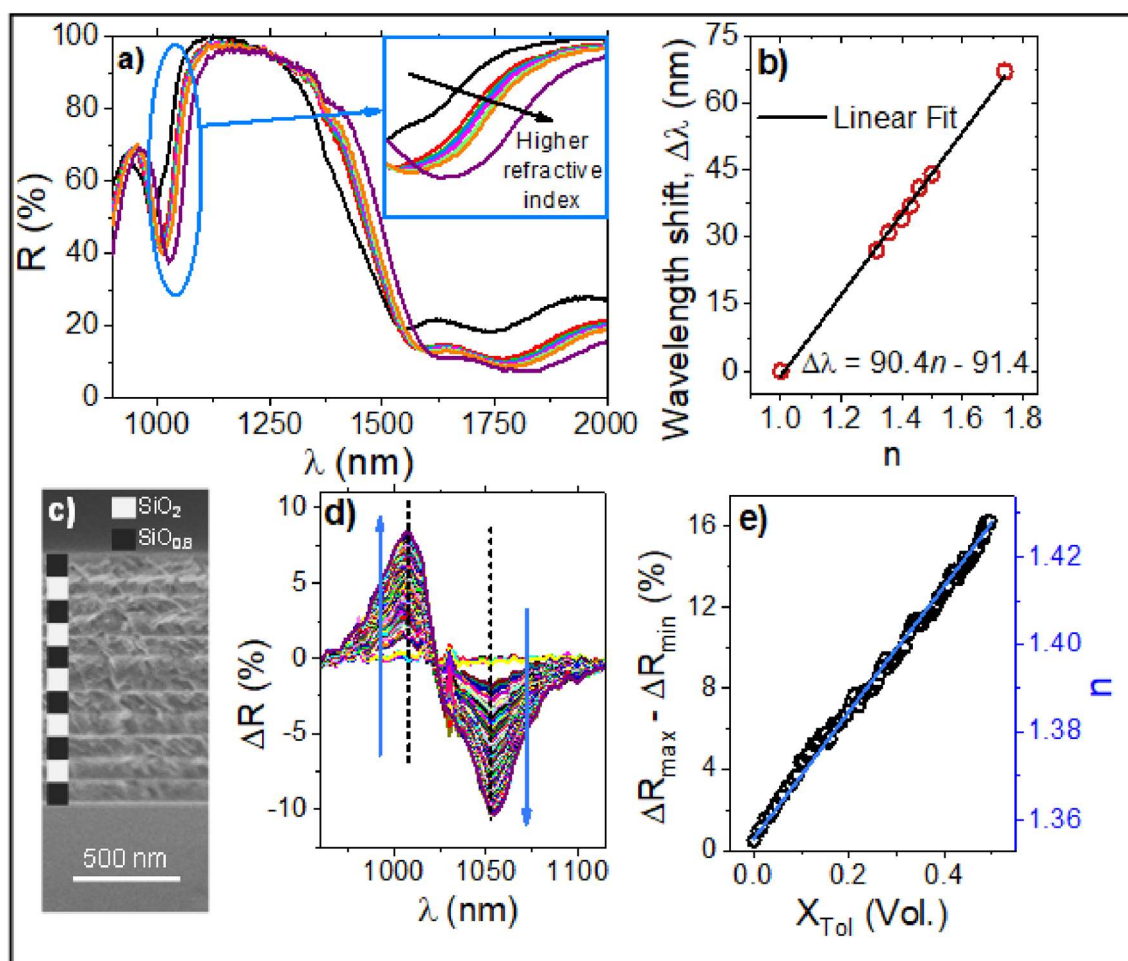 a)
100
80
60
40
20
0
R (%)
1000 1250 1500 1750 2000
λ (nm)
Higher
refractive
index
b)
75
60
45
30
15
0
Wavelength shift, Δλ (nm)
Linear Fit
Δλ = 90.4n - 91.4
1.0 1.2 1.4 1.6 1.8
n
c)
SiO₂
SiO₀.₈
500 nm
d)
10
5
0
-5
-10
ΔR (%)
1000 1050 1100
λ (nm)
e)
16
12
8
4
0
ΔRmax - ΔRmin (%)
1.42
1.40
1.38
1.36
n
0.0 0.2 0.4
XTol (Vol.)